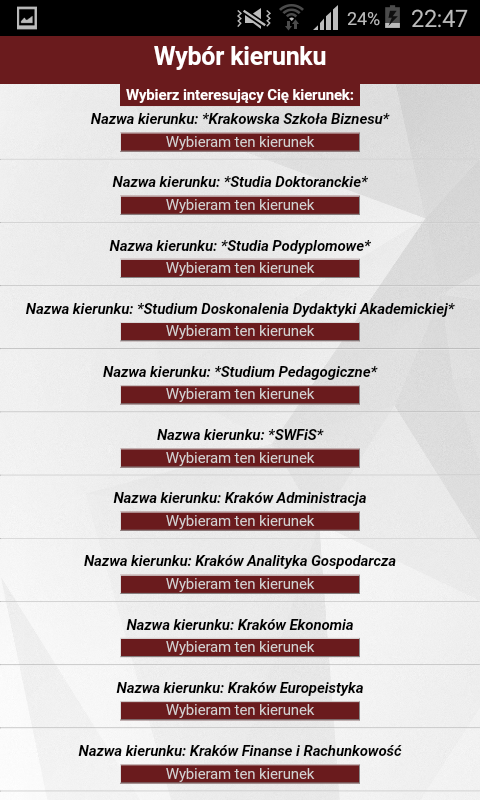 24% 22:47
Wybór kierunku
Wybierz interesujący Cię kierunek:
Nazwa kierunku: *Krakowska Szkoła Biznesu*
Wybieram ten kierunek
Nazwa kierunku: *Studia Doktoranckie*
Wybieram ten kierunek
Nazwa kierunku: *Studia Podyplomowe*
Wybieram ten kierunek
Nazwa kierunku: *Studium Doskonalenia Dydaktyki Akademickiej*
Wybieram ten kierunek
Nazwa kierunku: *Studium Pedagogiczne*
Wybieram ten kierunek
Nazwa kierunku: *SWFiS*
Wybieram ten kierunek
Nazwa kierunku: Kraków Administracja
Wybieram ten kierunek
Nazwa kierunku: Kraków Analityka Gospodarcza
Wybieram ten kierunek
Nazwa kierunku: Kraków Ekonomia
Wybieram ten kierunek
Nazwa kierunku: Kraków Europeistyka
Wybieram ten kierunek
Nazwa kierunku: Kraków Finanse i Rachunkowość
Wybieram ten kierunek